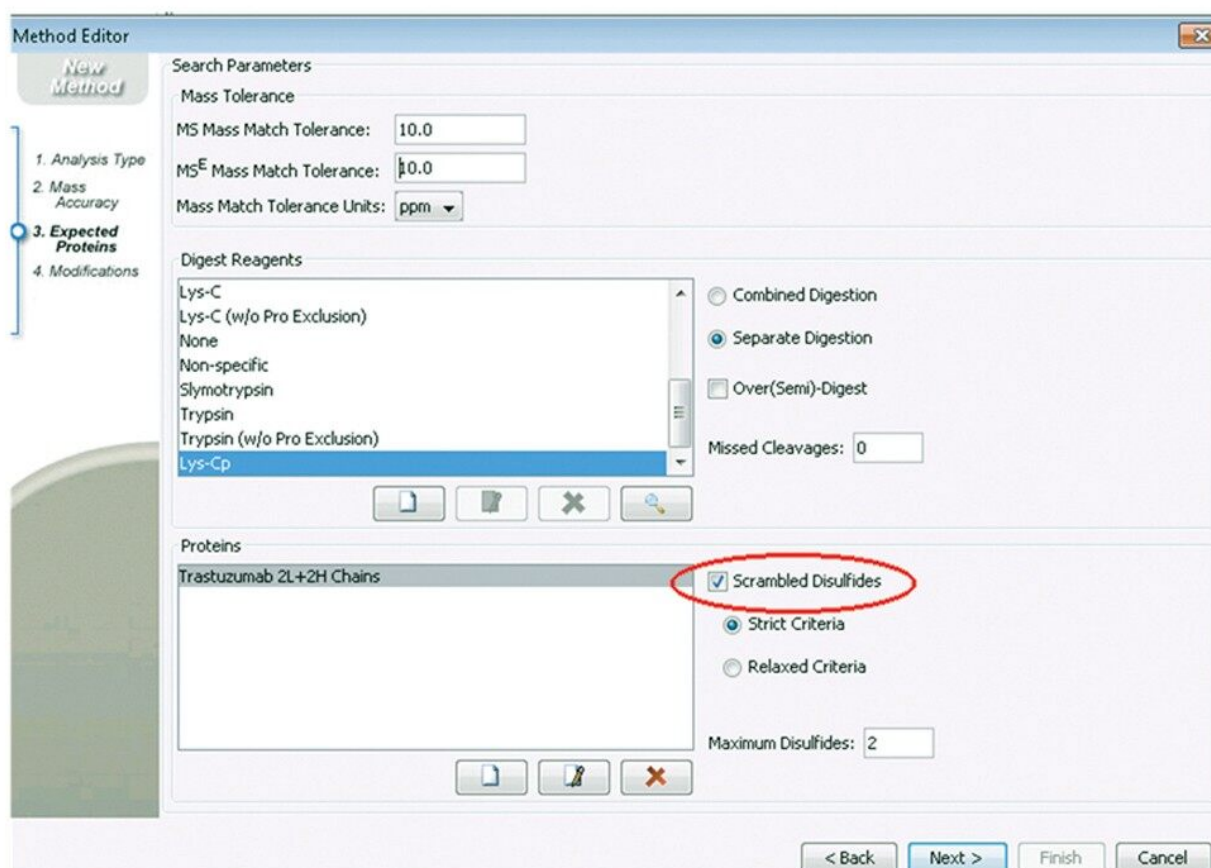 Method Editor
New
Method
1. Analysis Type
2. Mass
Accuracy
3. Expected
Proteins
4. Modifications
Search Parameters
Mass Tolerance
MS Mass Match Tolerance: 10.0
MSᴱ Mass Match Tolerance: 10.0
Mass Match Tolerance Units: ppm
Digest Reagents
Lys-C
Lys-C (w/o Pro Exclusion)
None
Non-specific
Slymotrypsin
Trypsin
Trypsin (w/o Pro Exclusion)
Lys-Cp
Combined Digestion
Separate Digestion
Over(Semi)-Digest
Missed Cleavages: 0
Proteins
Trastuzumab 2L+2H Chains
Scrambled Disulfides
Strict Criteria
Relaxed Criteria
Maximum Disulfides: 2
< Back Next > Finish Cancel